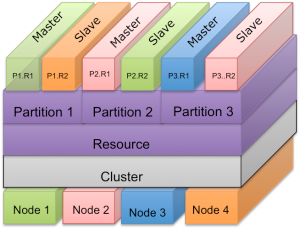 Master Slave Master Slave Master Slave
P1.R1 P1.R2 P2.R1 P2.R2 P3.R1 P3..R2
Partition 1 Partition 2 Partition 3
Resource
Cluster
Node 1 Node 2 Node 3 Node 4